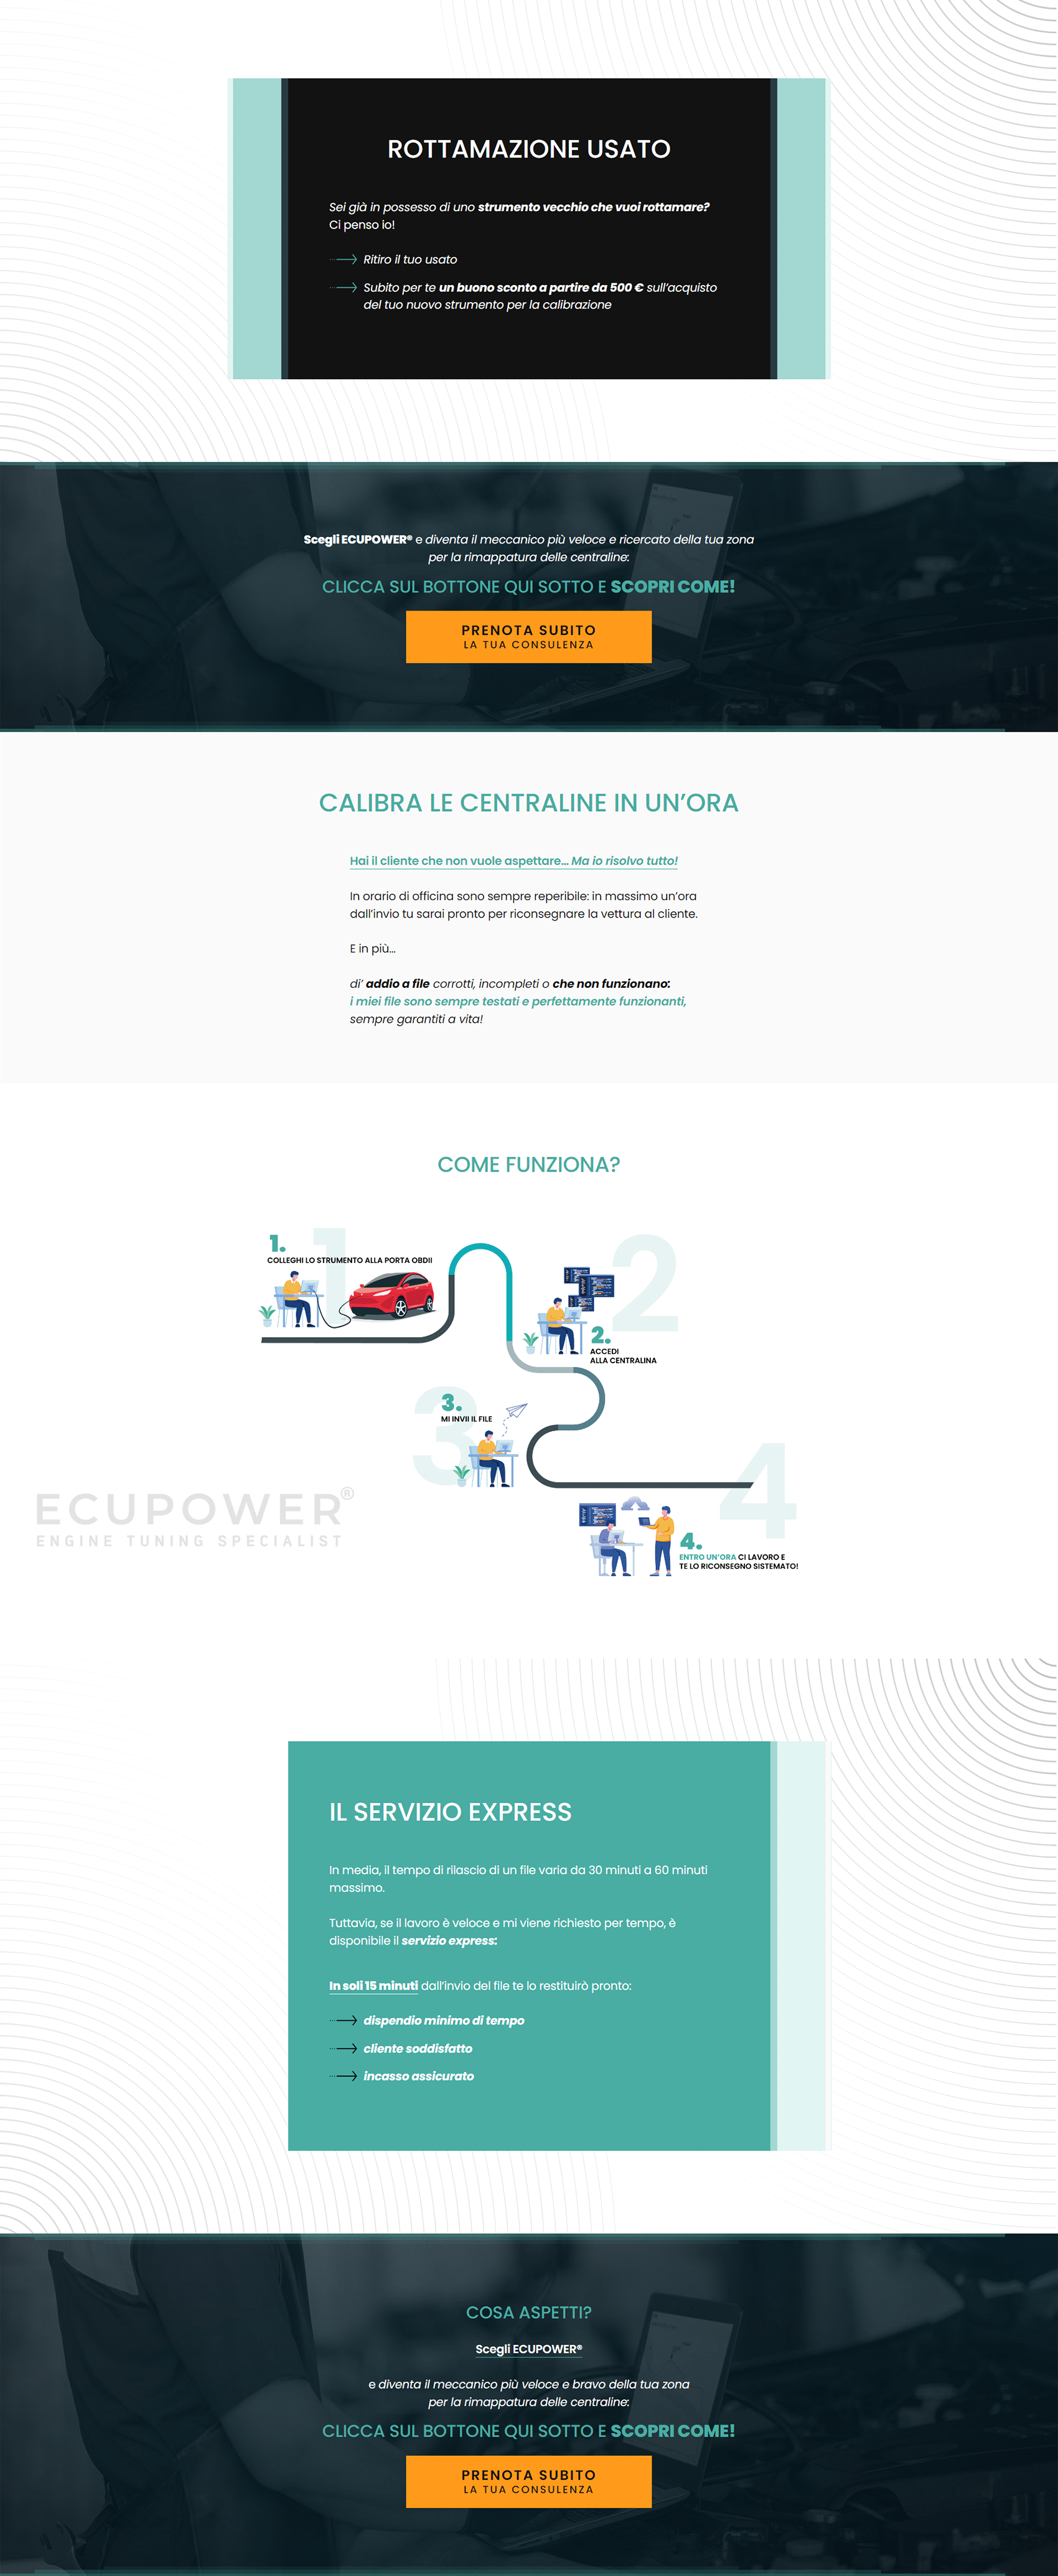 ROTTAMAZIONE USATO
Sei già in possesso di uno strumento vecchio che vuoi rottamare?
Ci penso io!
Ritiro il tuo usato
Subito per te un buono sconto a partire da 500 € sull'acquisto
del tuo nuovo strumento per la calibrazione
Scegli ECUPOWER® e diventa il meccanico più veloce e ricercato della tua zona
per la rimappatura delle centraline:
CLICCA SUL BOTTONE QUI SOTTO E SCOPRI COME!
PRENOTA SUBITO
LA TUA CONSULENZA
CALIBRA LE CENTRALINE IN UN'ORA
Hai il cliente che non vuole aspettare... Ma io risolvo tutto!
In orario di officina sono sempre reperibile: in massimo un'ora
dall'invio tu sarai pronto per riconsegnare la vettura al cliente.
E in più...
di' addio a file corrotti, incompleti o che non funzionano:
i miei file sono sempre testati e perfettamente funzionanti,
sempre garantiti a vita!
COME FUNZIONA?
1
1.
COLLEGHI LO STRUMENTO ALLA PORTA OBDII
2
2.
ACCEDI
ALLA CENTRALINA
3
3.
MI INVII IL FILE
4
4.
ENTRO UN'ORA CI LAVORO E
TE LO RICONSEGNO SISTEMATO!
ECUPOWER®
ENGINE TUNING SPECIALIST
IL SERVIZIO EXPRESS
In media, il tempo di rilascio di un file varia da 30 minuti a 60 minuti
massimo.
Tuttavia, se il lavoro è veloce e mi viene richiesto per tempo, è
disponibile il servizio express:
In soli 15 minuti dall'invio del file te lo restituirò pronto:
dispendio minimo di tempo
cliente soddisfatto
incasso assicurato
COSA ASPETTI?
Scegli ECUPOWER®
e diventa il meccanico più veloce e bravo della tua zona
per la rimappatura delle centraline:
CLICCA SUL BOTTONE QUI SOTTO E SCOPRI COME!
PRENOTA SUBITO
LA TUA CONSULENZA